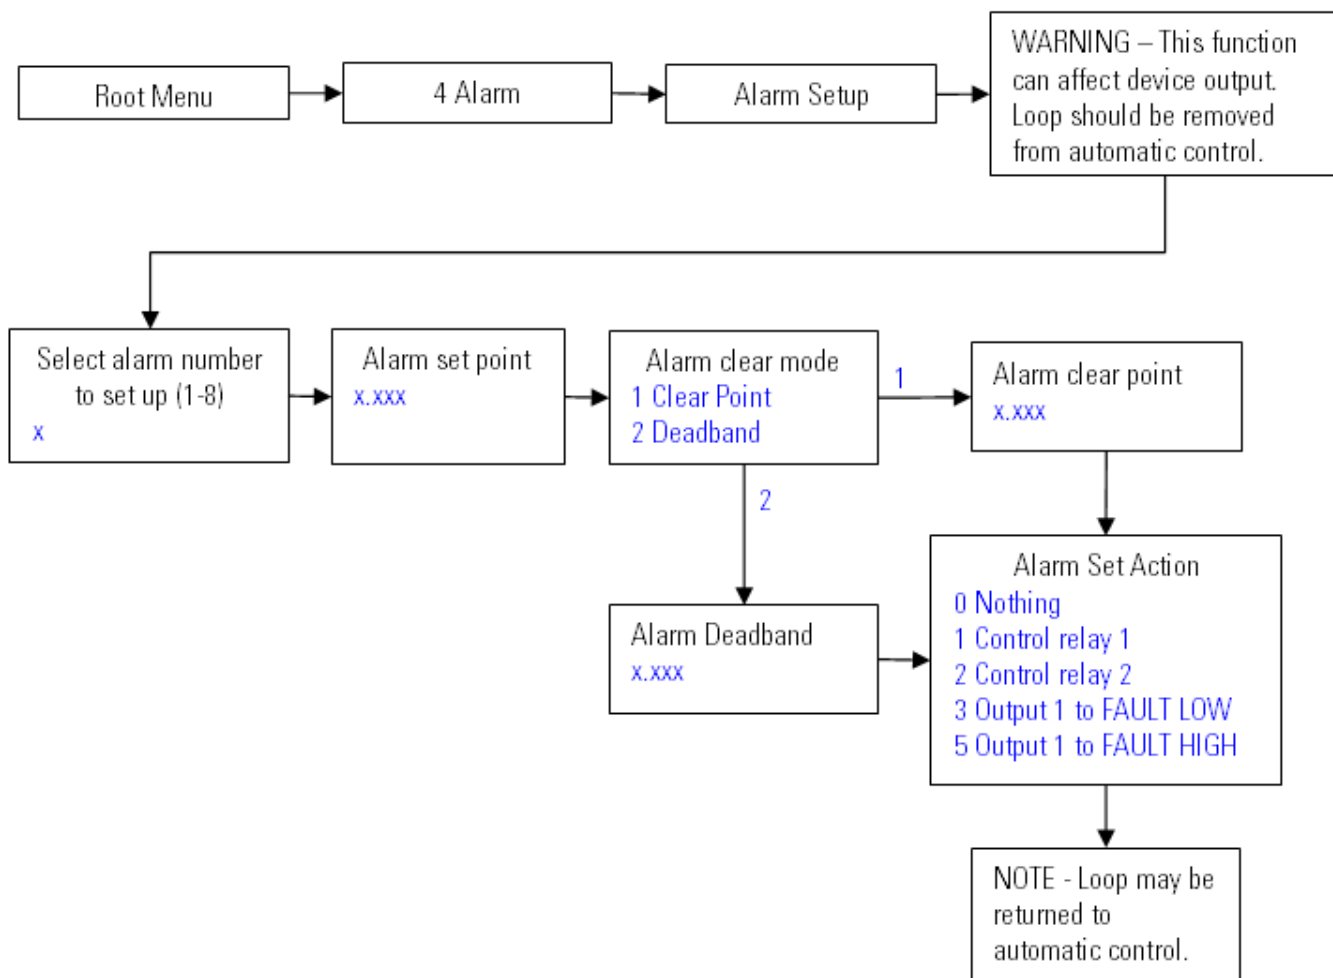 Root Menu
4 Alarm
Alarm Setup
WARNING – This function
can affect device output.
Loop should be removed
from automatic control.
Select alarm number
to set up (1-8)
x
Alarm set point
x.xxx
Alarm clear mode
1 Clear Point
2 Deadband
1
Alarm clear point
x.xxx
2
Alarm Deadband
x.xxx
Alarm Set Action
0 Nothing
1 Control relay 1
2 Control relay 2
3 Output 1 to FAULT LOW
5 Output 1 to FAULT HIGH
NOTE - Loop may be
returned to
automatic control.